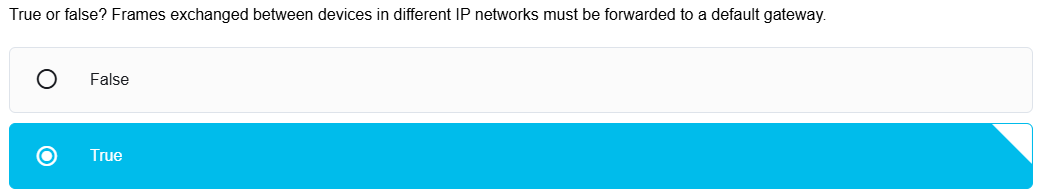 True or false? Frames exchanged between devices in different IP networks must be forwarded to a default gateway.
False
True